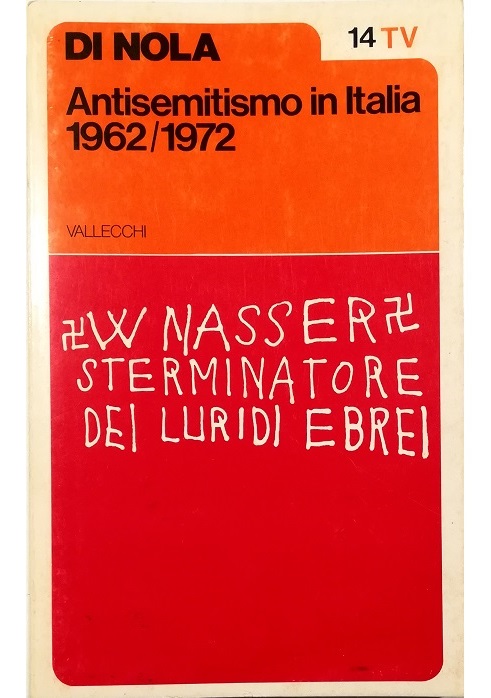 DI NOLA
14 TV
Antisemitismo in Italia
1962/1972
VALLECCHI
卐W NASSER卐
STERMINATORE
DEI LURIDI EBREI